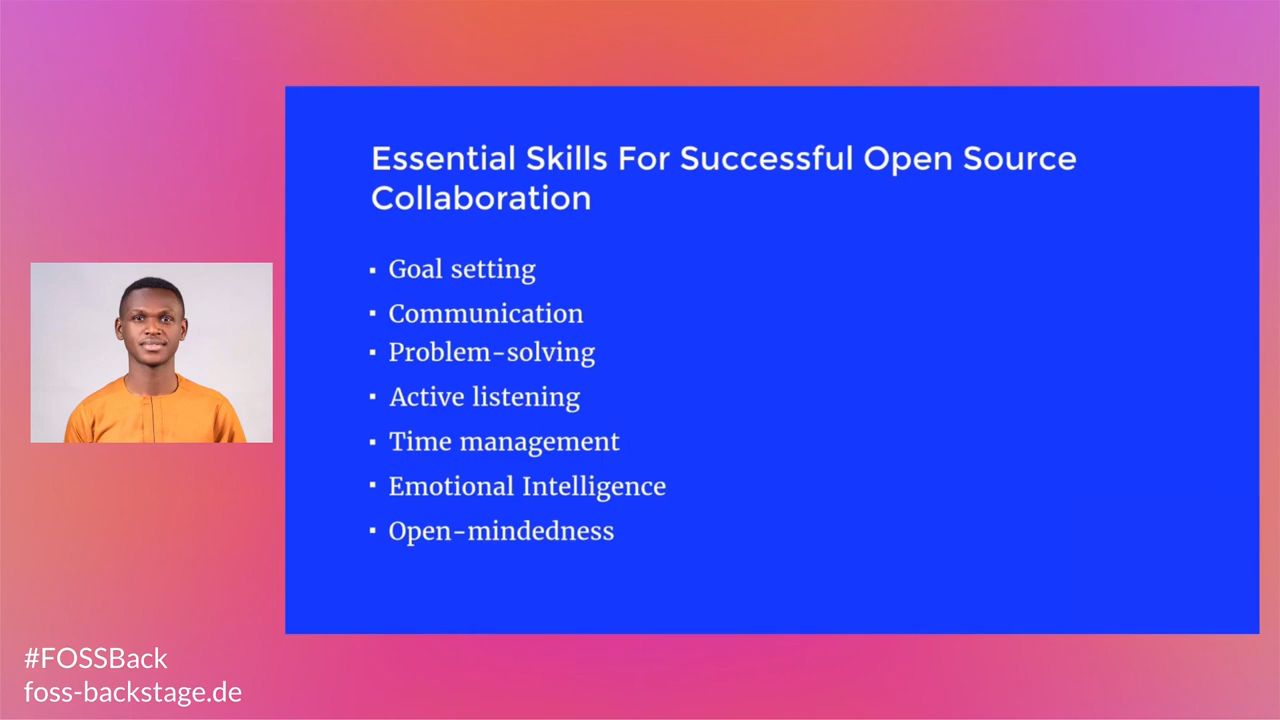 Essential Skills For Successful Open Source
Collaboration
▪ Goal setting
▪ Communication
▪ Problem-solving
▪ Active listening
▪ Time management
▪ Emotional Intelligence
▪ Open-mindedness
#FOSSBack
foss-backstage.de